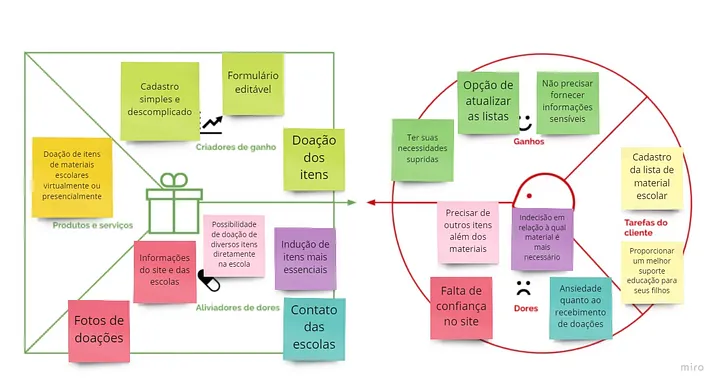 Cadastro
simples e
descomplicado
Formulário
editável
Criadores de ganho
Doação
dos
itens
Doação de itens
de materiais
escolares
virtualmente ou
presencialmente
Produtos e serviços
Possibilidade
de doação de
diversos itens
diretamente
na escola
Informações
do site e das
escolas
Indução de
itens mais
essenciais
Aliviadores de dores
Fotos de
doações
Contato
das
escolas
Opção de
atualizar
as listas
Não precisar
fornecer
informações
sensíveis
Ganhos
Ter suas
necessidades
supridas
Cadastro
da lista de
material
escolar
Tarefas do
cliente
Precisar de
outros itens
além dos
materiais
Indecisão em
relação à qual
material é
mais
necessário
Proporcionar
um melhor
suporte
educação para
seus filhos
Falta de
confiança
no site
Dores
Ansiedade
quanto ao
recebimento
de doações
miro